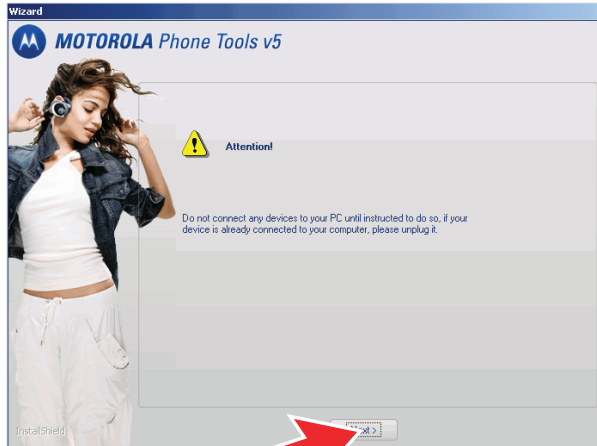 Wizard
MOTOROLA Phone Tools v5
Attention!
Do not connect any devices to your PC until instructed to do so, if your
device is already connected to your computer, please unplug it.
InstallShield
Next >